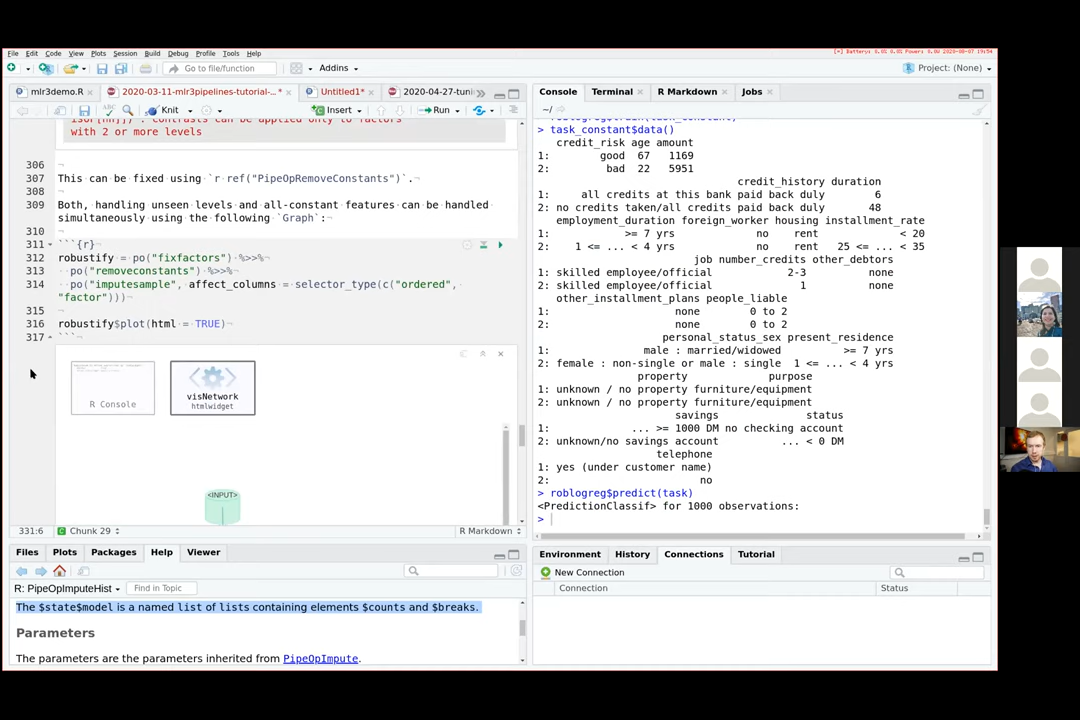 File Edit Code View Plots Session Build Debug Profile Tools Help
[-] Battery: 0.0% 0.0% Power: 0.0U 2020-08-07 19:54
Go to file/function
Addins
Project: (None)
mlr3demo.R
2020-03-11-mlr3pipelines-tutorial-...*
Untitled1*
2020-04-27-tuni
Knit
Insert
Run
with 2 or more levels
306
307 This can be fixed using `r ref("PipeOpRemoveConstants")`.
308
309 Both, handling unseen levels and all-constant features can be handled
simultaneously using the following `Graph`:
310
311 ```{r}
312 robustify = po("fixfactors") %>>%
313 po("removeconstants") %>>%
314 po("imputesample", affect_columns = selector_type(c("ordered",
"factor")))
315
316 robustify$plot(html = TRUE)
317 ```
R Console
visNetwork
htmlwidget
<INPUT>
331:6
Chunk 29
R Markdown
Files Plots Packages Help Viewer
R: PipeOpImputeHist
Find in Topic
The $state$model is a named list of lists containing elements $counts and $breaks.
Parameters
The parameters are the parameters inherited from PipeOpImpute.
Console Terminal R Markdown Jobs
~/
> task_constant$data()
credit_risk age amount
1: good 67 1169
2: bad 22 5951
credit_history duration
1: all credits at this bank paid back duly 6
2: no credits taken/all credits paid back duly 48
employment_duration foreign_worker housing installment_rate
1: >= 7 yrs no rent < 20
2: 1 <= ... < 4 yrs no rent 25 <= ... < 35
job number_credits other_debtors
1: skilled employee/official 2-3 none
2: skilled employee/official 1 none
other_installment_plans people_liable
1: none 0 to 2
2: none 0 to 2
personal_status_sex present_residence
1: male : married/widowed >= 7 yrs
2: female : non-single or male : single 1 <= ... < 4 yrs
property purpose
1: unknown / no property furniture/equipment
2: unknown / no property furniture/equipment
savings status
1: ... >= 1000 DM no checking account
2: unknown/no savings account ... < 0 DM
telephone
1: yes (under customer name)
2: no
> roblogreg$predict(task)
<PredictionClassif> for 1000 observations:
>
Environment History Connections Tutorial
New Connection
Connection Status